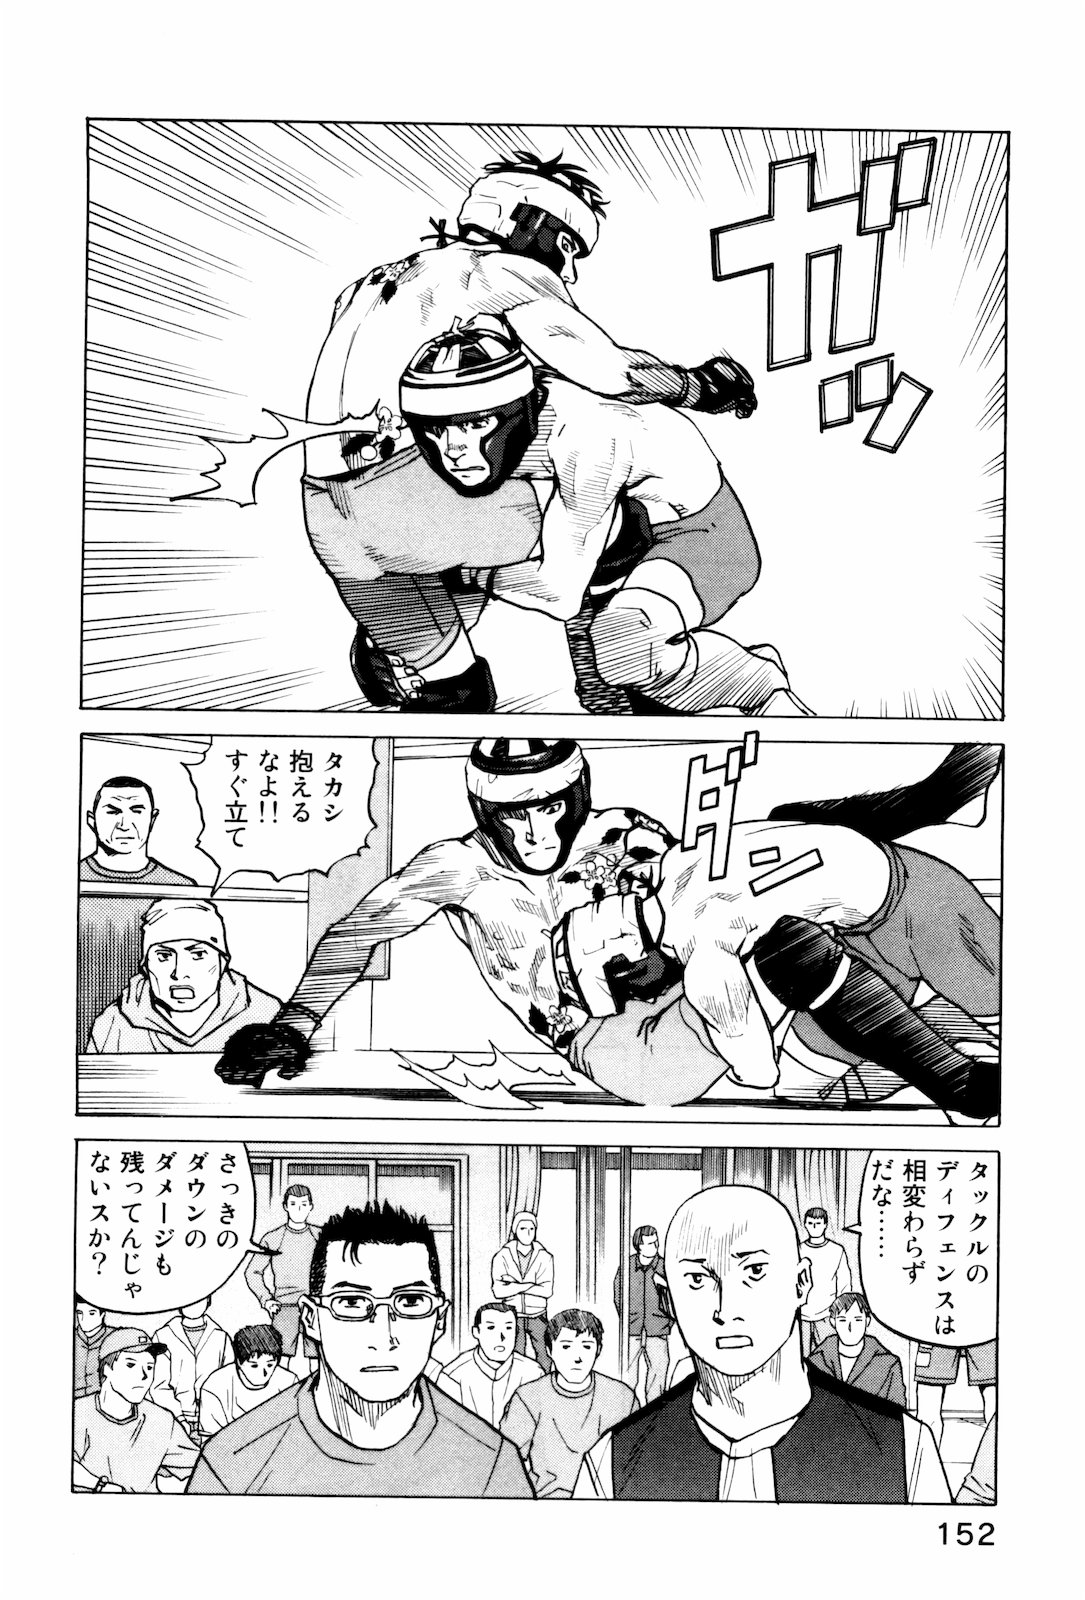 ガッ
ダン
タカシ
抱える
なよ!!
すぐ立て
タックルの
ディフェンスは
相変わらず
だな……
さっきの
ダウンの
ダメージも
残ってんじゃ
ないスか?
152